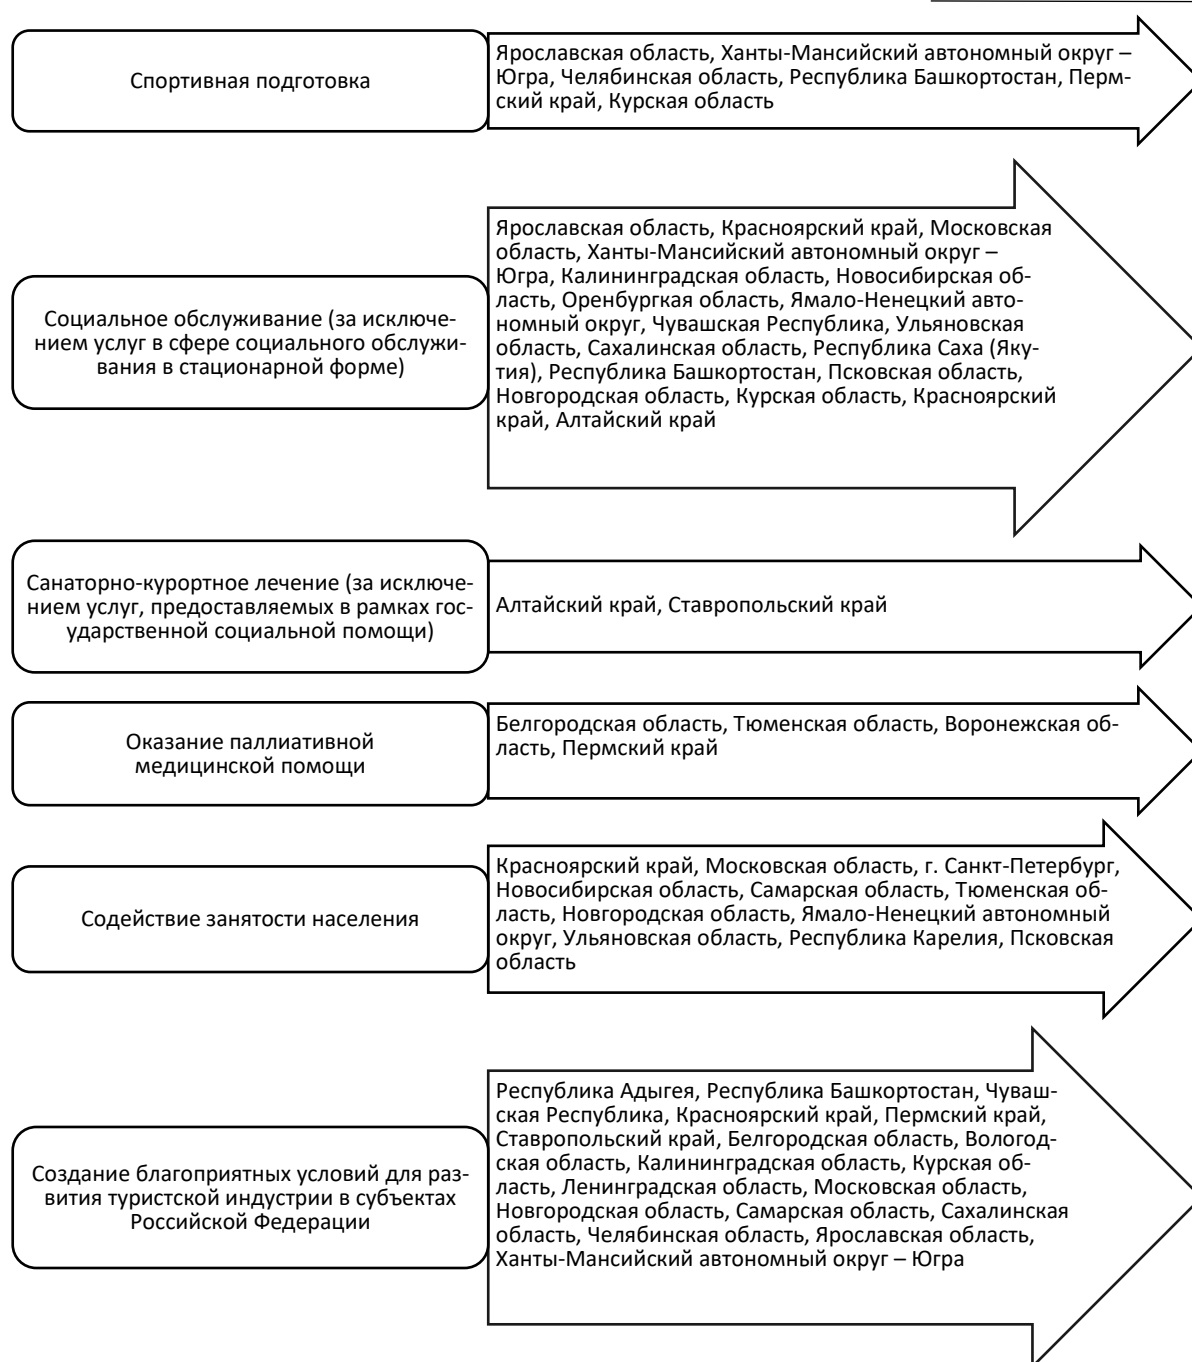 Спортивная подготовка
Ярославская область, Ханты-Мансийский автономный округ –
Югра, Челябинская область, Республика Башкортостан, Перм-
ский край, Курская область
Социальное обслуживание (за исключе-
нием услуг в сфере социального обслужи-
вания в стационарной форме)
Ярославская область, Красноярский край, Московская
область, Ханты-Мансийский автономный округ –
Югра, Калининградская область, Новосибирская об-
ласть, Оренбургкая область, Ямало-Ненецкий авто-
номный округ, Чувашская Республика, Ульяновская
область, Сахалинская область, Республика Саха (Яку-
тия), Республика Башкортостан, Псковская область,
Новгородская область, Курская область, Красноярский
край, Алтайский край
Санаторно-курортное лечение (за исключе-
нием услуг, предоставляемых в рамках гос-
ударственной социальной помощи)
Алтайский край, Ставропольский край
Оказание паллиативной
медицинской помощи
Белгородская область, Тюменская область, Воронежская об-
ласть, Пермский край
Содействие занятости населения
Красноярский край, Московская область, г. Санкт-Петербург,
Новосибирская область, Самарская область, Тюменская об-
ласть, Новгородская область, Ямало-Ненецкий автономный
округ, Ульяновская область, Республика Карелия, Псковская
область
Создание благоприятных условий для раз-
вития туристской индустрии в субъектах
Российской Федерации
Республика Адыгея, Республика Башкортостан, Чуваш-
ская Республика, Красноярский край, Пермский край,
Ставропольский край, Белгородская область, Вологод-
ская область, Калининградская область, Курская об-
ласть, Ленинградская область, Московская область,
Новгородская область, Самарская область, Сахалинская
область, Челябинская область, Ярославская область,
Ханты-Мансийский автономный округ – Югра